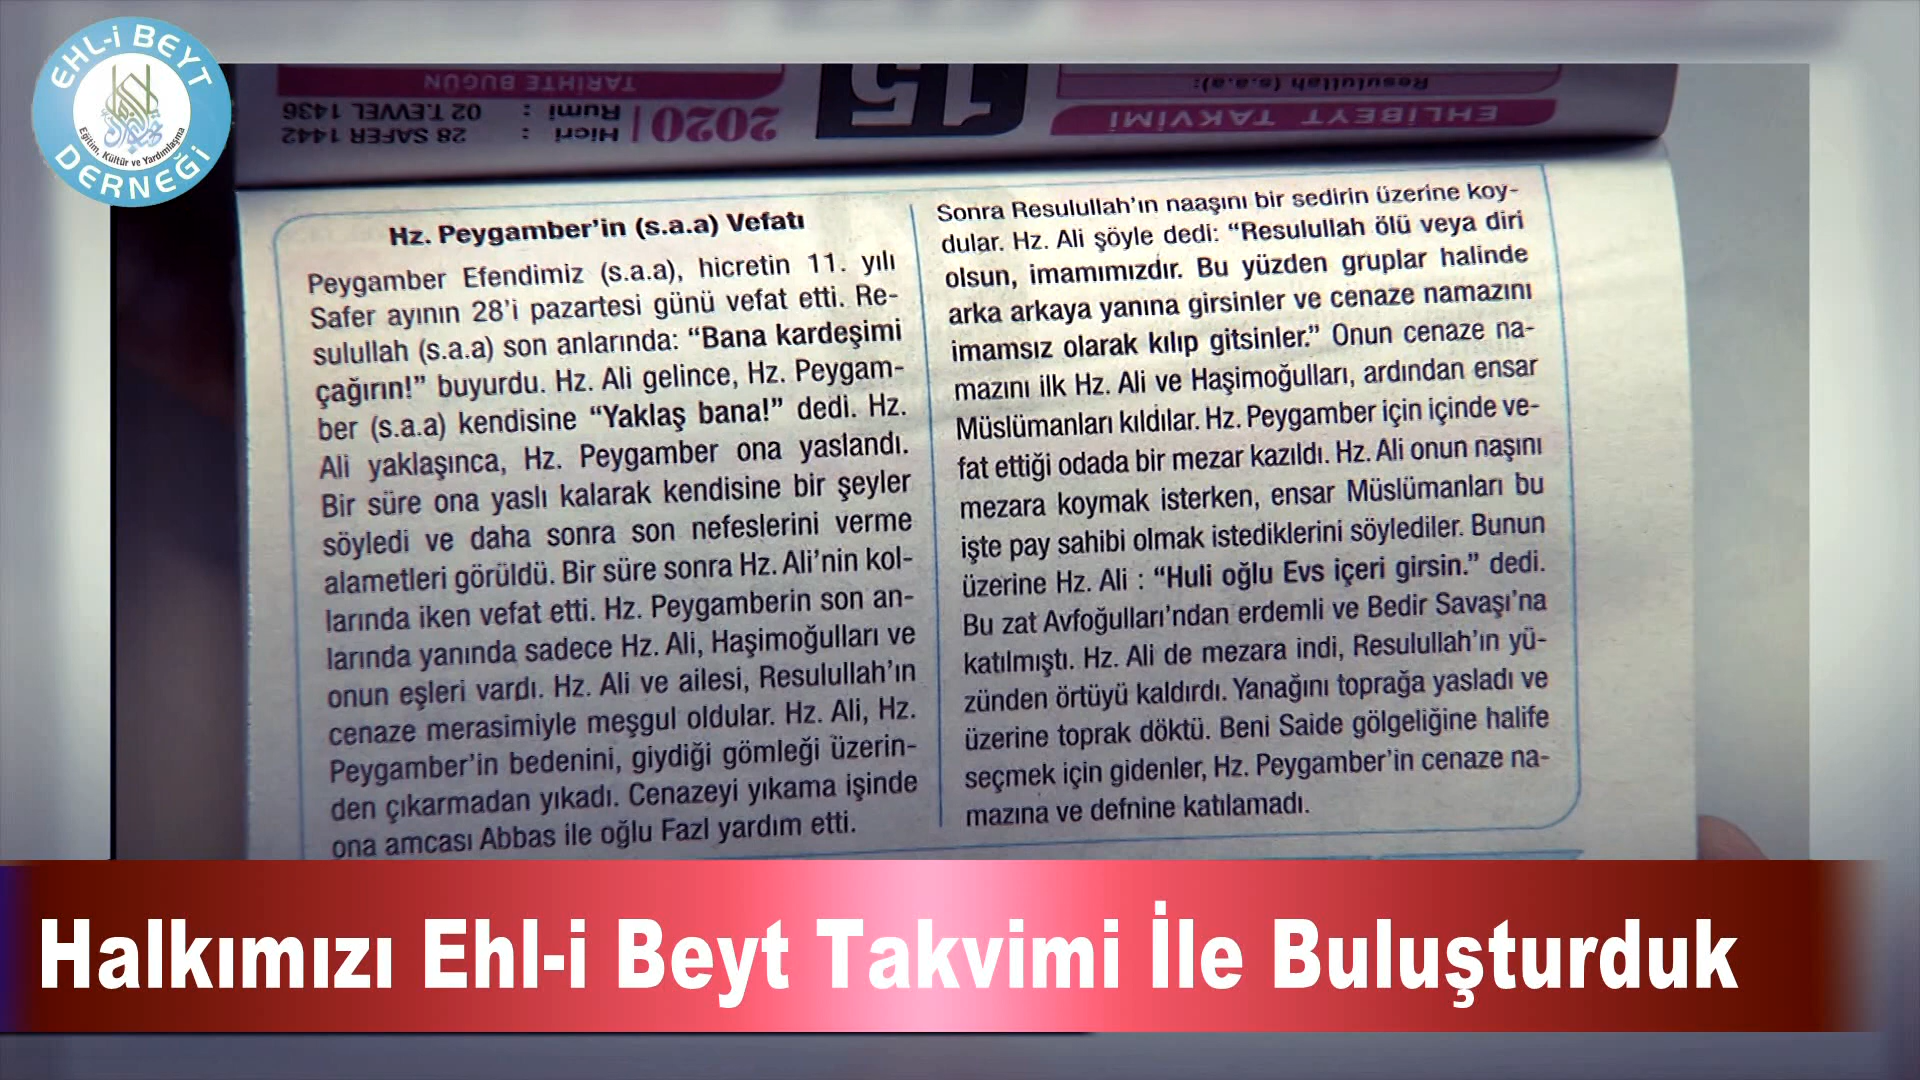 EHL-İ BEYT
Eğitim, Kültür ve Yardımlaşma
DERNEĞİ
TARİHTE BUGÜN
Resulullah (s.a.a):
Hicri : 28 SAFER 1442
Rumi : 02 T.EVVEL 1436
2020
15
EHLİBEYT TAKVİMİ
Hz. Peygamber’in (s.a.a) Vefatı
Peygamber Efendimiz (s.a.a), hicretin 11. yılı
Safer ayının 28’i pazartesi günü vefat etti. Re-
sulullah (s.a.a) son anlarında: “Bana kardeşimi
çağırın!” buyurdu. Hz. Ali gelince, Hz. Peygam-
ber (s.a.a) kendisine “Yaklaş bana!” dedi. Hz.
Ali yaklaşınca, Hz. Peygamber ona yaslandı.
Bir süre ona yaslı kalarak kendisine bir şeyler
söyledi ve daha sonra son nefeslerini verme
alametleri görüldü. Bir süre sonra Hz. Ali’nin kol-
larında iken vefat etti. Hz. Peygamberin son an-
larında yanında sadece Hz. Ali, Haşimoğulları ve
onun eşleri vardı. Hz. Ali ve ailesi, Resulullah’ın
cenaze merasimiyle meşgul oldular. Hz. Ali, Hz.
Peygamber’in bedenini, giydiği gömleği üzerin-
den çıkarmadan yıkadı. Cenazeyi yıkama işinde
ona amcası Abbas ile oğlu Fazl yardım etti.
Sonra Resulullah’ın naaşını bir sedirin üzerine koy-
dular. Hz. Ali şöyle dedi: “Resulullah ölü veya diri
olsun, imamımızdır. Bu yüzden gruplar halinde
arka arkaya yanına girsinler ve cenaze namazını
imamsız olarak kılıp gitsinler.” Onun cenaze na-
mazını ilk Hz. Ali ve Haşimoğulları, ardından ensar
Müslümanları kıldılar. Hz. Peygamber için içinde ve-
fat ettiği odada bir mezar kazıldı. Hz. Ali onun naşını
mezara koymak isterken, ensar Müslümanları bu
işte pay sahibi olmak istediklerini söylediler. Bunun
üzerine Hz. Ali : “Huli oğlu Evs içeri girsin.” dedi.
Bu zat Avfoğulları’ndan erdemli ve Bedir Savaşı’na
katılmıştı. Hz. Ali de mezara indi, Resulullah’ın yü-
zünden örtüyü kaldırdı. Yanağını toprağa yasladı ve
üzerine toprak döktü. Beni Saide gölgeliğine halife
seçmek için gidenler, Hz. Peygamber’in cenaze na-
mazına ve defnine katılamadı.
Halkımızı Ehl-i Beyt Takvimi İle Buluşturduk